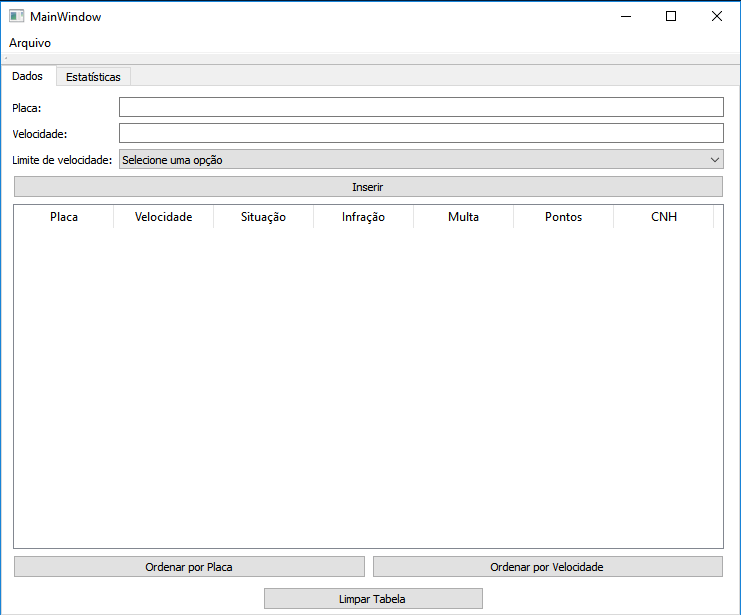 MainWindow
Arquivo
Dados Estatísticas
Placa:
Velocidade:
Limite de velocidade: Selecione uma opção
Inserir
Placa Velocidade Situação Infração Multa Pontos CNH
Ordenar por Placa Ordenar por Velocidade
Limpar Tabela